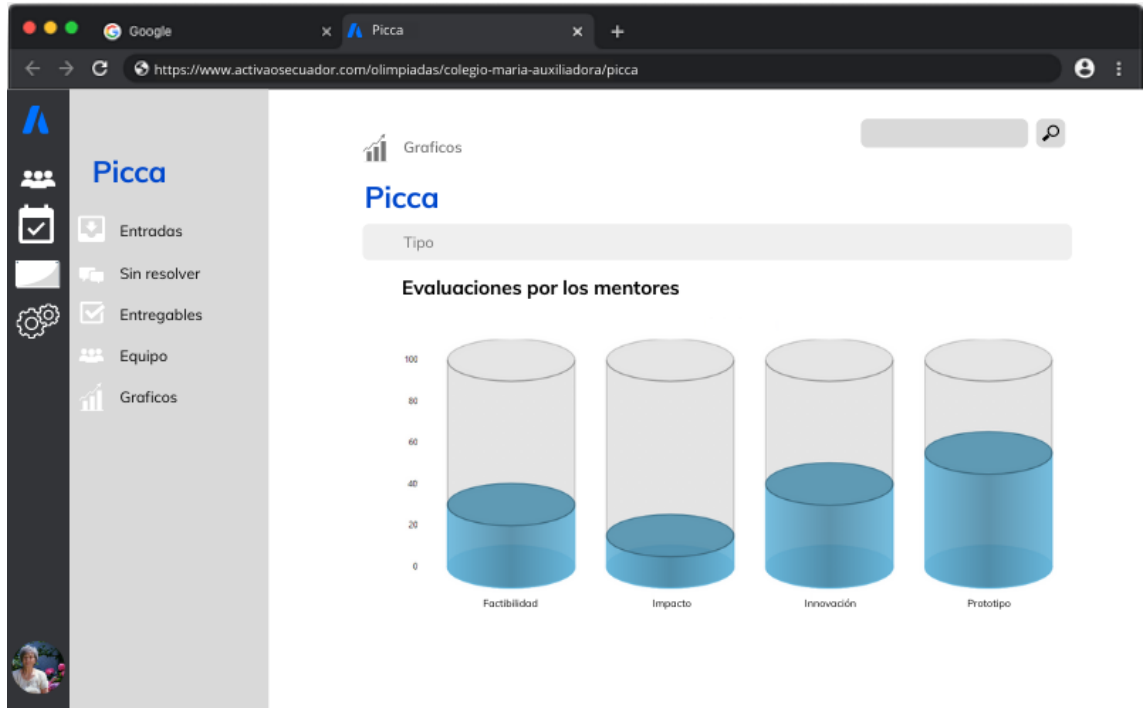 Google
Picca
https://www.activaosecuador.com/olimpiadas/colegio-maria-auxiliadora/picca
Picca
Entradas
Sin resolver
Entregables
Equipo
Graficos
Graficos
Picca
Tipo
Evaluaciones por los mentores
100
80
60
40
20
0
Factibilidad Impacto Innovación Prototipo